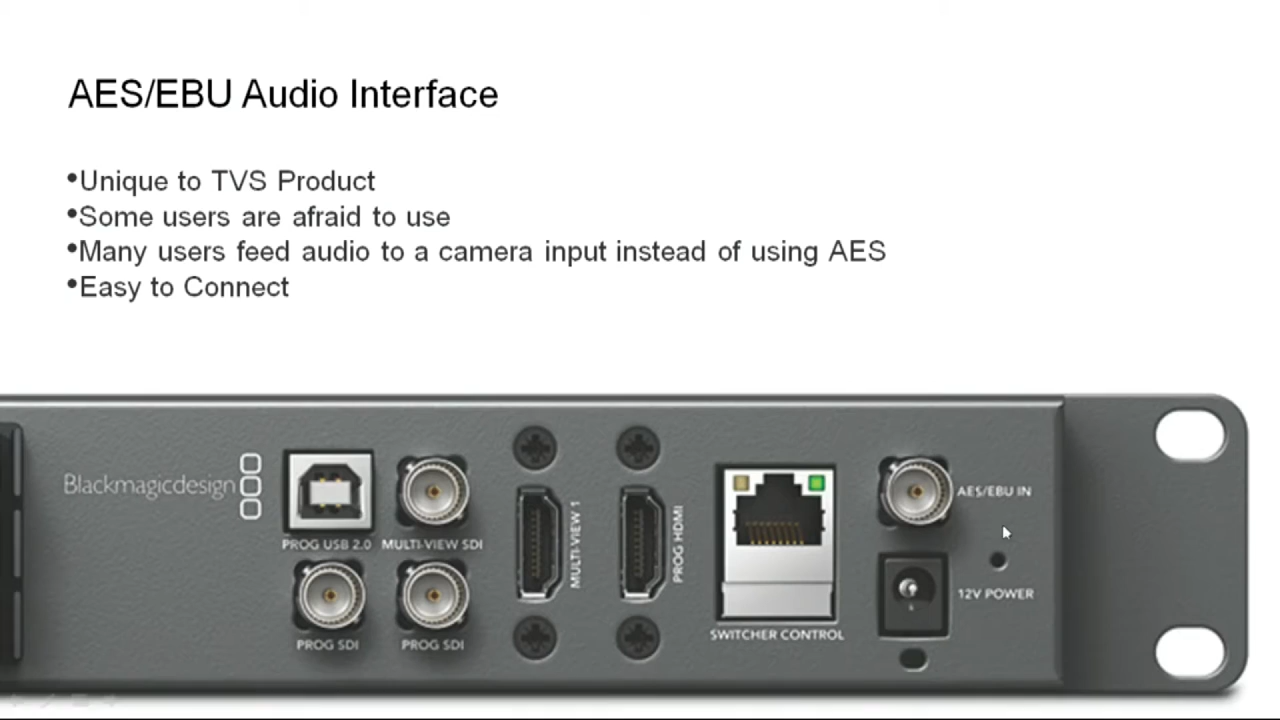 AES/EBU Audio Interface
•Unique to TVS Product
•Some users are afraid to use
•Many users feed audio to a camera input instead of using AES
•Easy to Connect
Blackmagicdesign
PROG USB 2.0
MULTI-VIEW SDI
PROG SDI
PROG SDI
MULTI-VIEW 1
PROG HDMI
SWITCHER CONTROL
AES/EBU IN
12V POWER